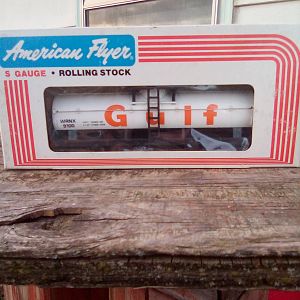 American Flyer
S GAUGE • ROLLING STOCK
Gulf
WRNX
9100